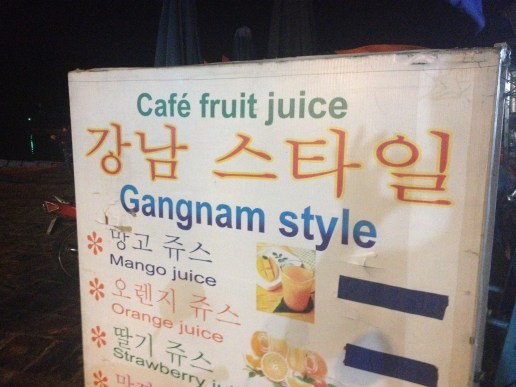 Café fruit juice
강남 스타일
Gangnam style
* 망고 쥬스
Mango juice
* 오렌지 쥬스
Orange juice
* 딸기 쥬스
Strawberry
*